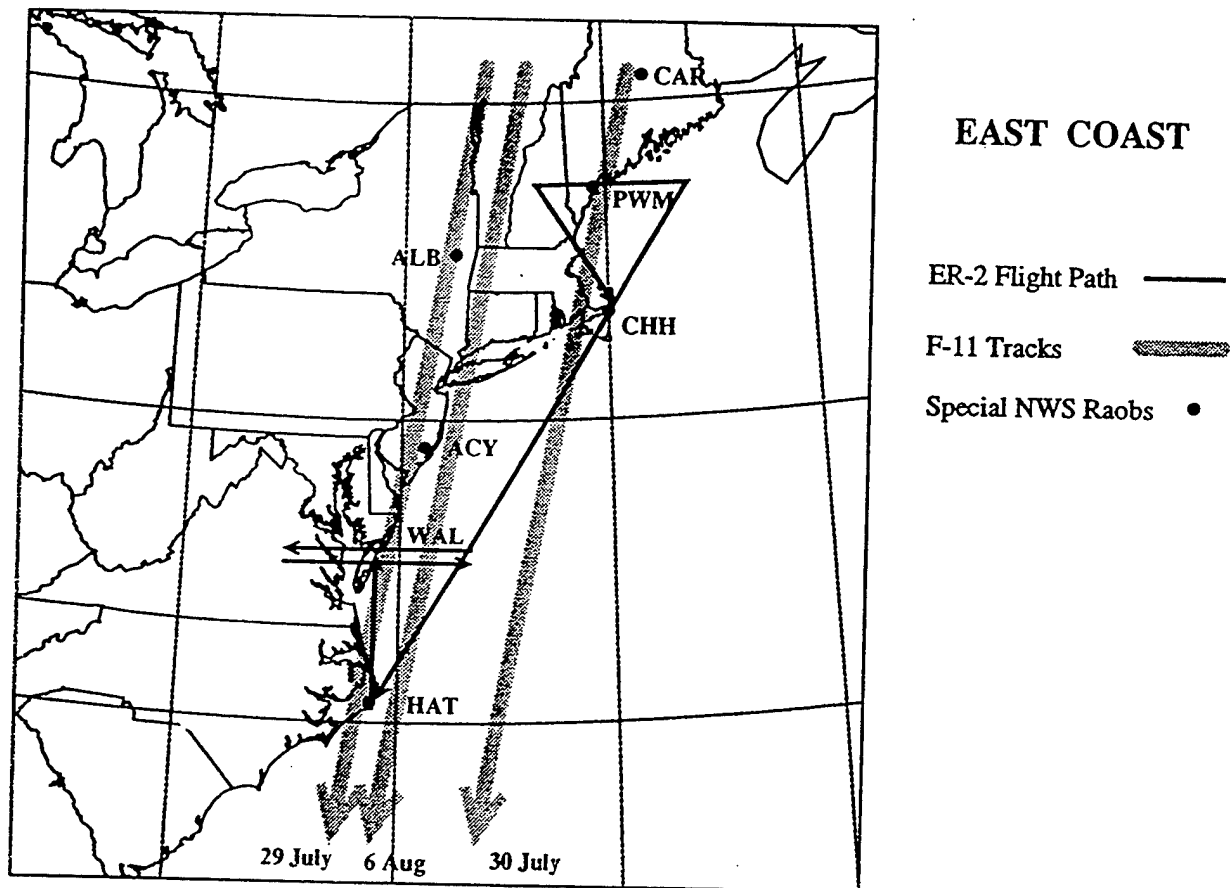 CAR
EAST COAST
PWM
ALB
ER-2 Flight Path
CHH
F-11 Tracks
Special NWS Raobs
ACY
WAL
HAT
29 July
6 Aug
30 July